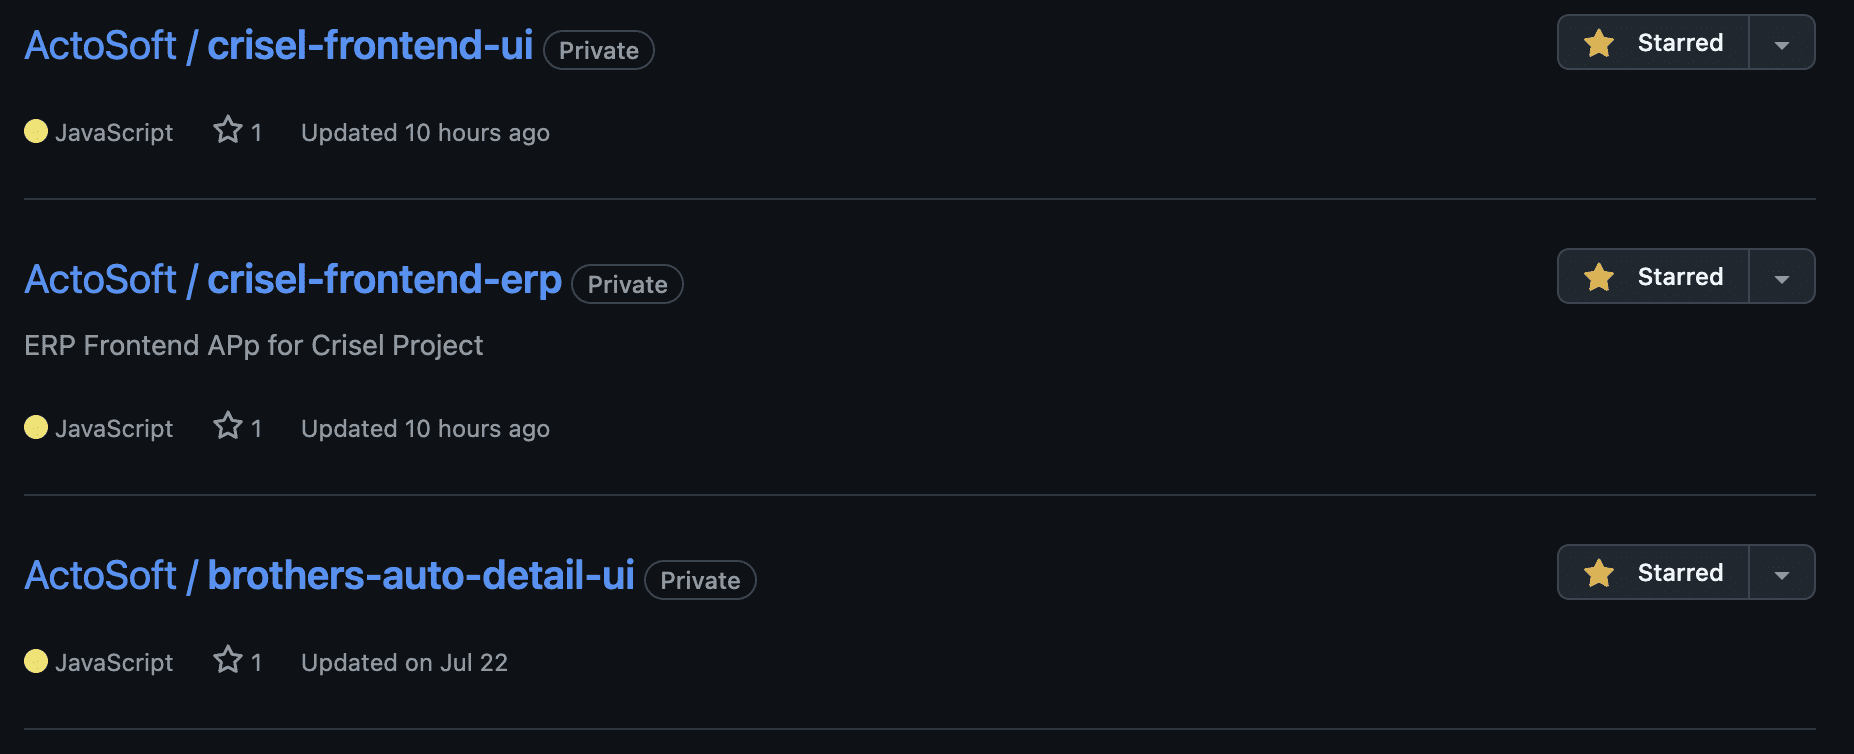 ActoSoft / crisel-frontend-ui Private Starred
JavaScript 1 Updated 10 hours ago
ActoSoft / crisel-frontend-erp Private Starred
ERP Frontend APp for Crisel Project
JavaScript 1 Updated 10 hours ago
ActoSoft / brothers-auto-detail-ui Private Starred
JavaScript 1 Updated on Jul 22